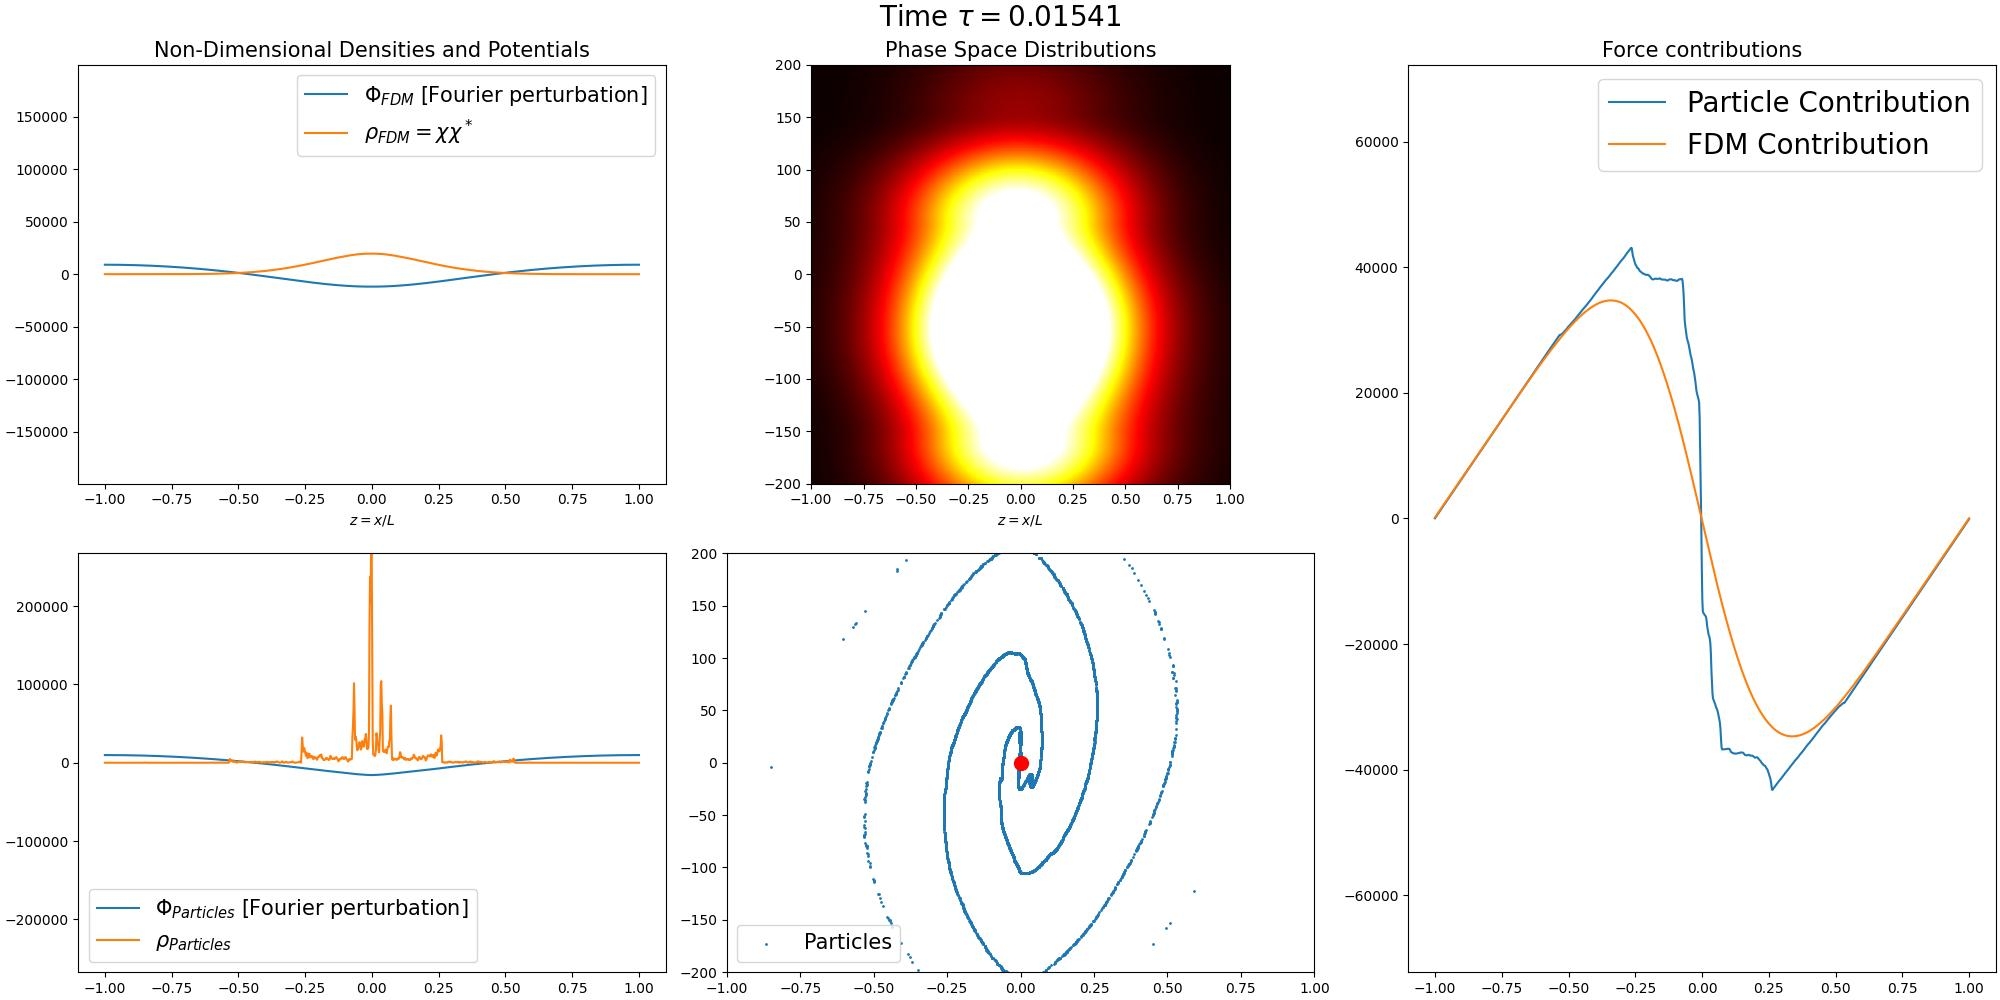 Time τ = 0.01541
Non-Dimensional Densities and Potentials
Φ_FDM [Fourier perturbation]
ρ_FDM = χχ*
150000
100000
50000
0
−50000
−100000
−150000
−1.00 −0.75 −0.50 −0.25 0.00 0.25 0.50 0.75 1.00
z = x/L
Phase Space Distributions
200
150
100
50
0
−50
−100
−150
−200
−1.00 −0.75 −0.50 −0.25 0.00 0.25 0.50 0.75 1.00
z = x/L
Force contributions
Particle Contribution
FDM Contribution
60000
40000
20000
0
−20000
−40000
−60000
−1.00 −0.75 −0.50 −0.25 0.00 0.25 0.50 0.75 1.00
200000
100000
0
−100000
−200000
Φ_Particles [Fourier perturbation]
ρ_Particles
−1.00 −0.75 −0.50 −0.25 0.00 0.25 0.50 0.75 1.00
200
150
100
50
0
−50
−100
−150
−200
Particles
−1.00 −0.75 −0.50 −0.25 0.00 0.25 0.50 0.75 1.00